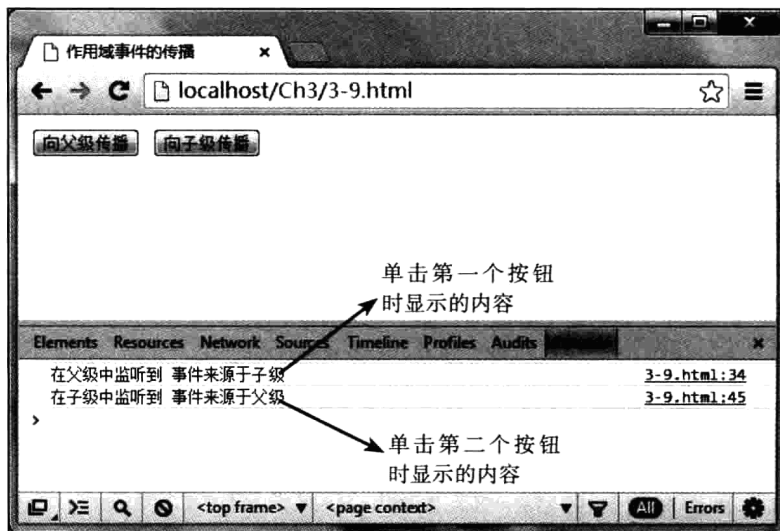 作用域事件的传播
localhost/Ch3/3-9.html
向父级传播 向子级传播
单击第一个按钮
时显示的内容
Elements Resources Network Sources Timeline Profiles Audits
在父级中监听到 事件来源于子级 3-9.html:34
在子级中监听到 事件来源于父级 3-9.html:45
单击第二个按钮
时显示的内容
<top frame> <page context> All Errors